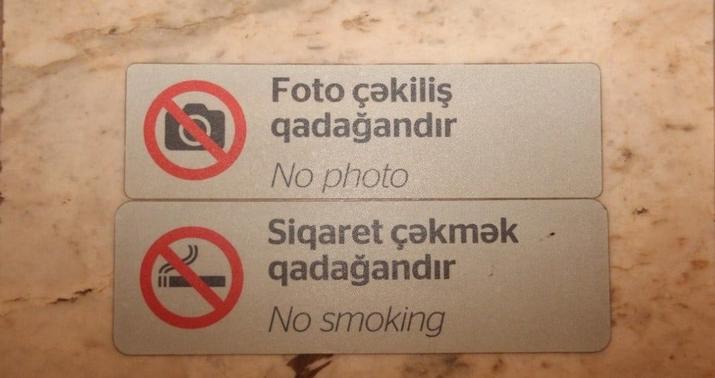 Foto çəkiliş
qadağandır
No photo
Siqaret çəkmək
qadağandır
No smoking